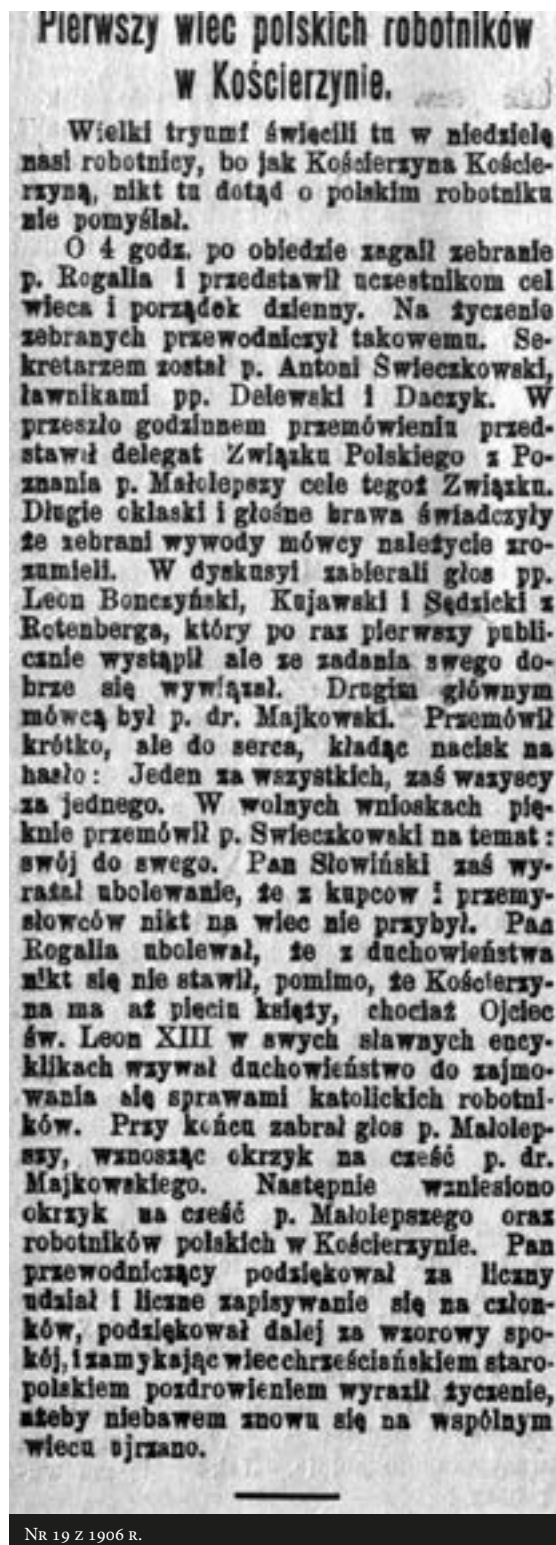 Pierwszy wiec polskich robotników
w Kościerzynie.
Wielki tryumf święcili tu w niedzielę
nasi robotnicy, bo jak Kościerzyna Koście-
rzyną, nikt tu dotąd o polskim robotniku
nie pomyślał.
O 4 godz. po obiedzie zagaił zebranie
p. Rogalla i przedstawił uczestnikom cel
wieca i porządek dzienny. Na życzenie
zebranych przewodniczył takowemu. Se-
kretarzem został p. Antoni Swieczkowski,
ławnikami pp. Delewski i Daczyk. W
przeszło godzinnem przemówieniu przed-
stawił delegat Związku Polskiego z Po-
znania p. Małolepszy cele tegoż Związku.
Długie oklaski i głośne brawa świadczyły
że zebrani wywody mówcy należycie zro-
zumieli. W dyskusyi zabierali głos pp.
Leon Bonczyński, Kujawski i Sędzicki z
Rotenberga, który po raz pierwszy publi-
cznie wystąpił ale ze zadania swego do-
brze się wywiązał. Drugim głównym
mówcą był p. dr. Majkowski. Przemówił
krótko, ale do serca, kładąc nacisk na
hasło: Jeden za wszystkich, zaś wszyscy
za jednego. W wolnych wnioskach pię-
knie przemówił p. Swieczkowski na temat:
swój do swego. Pan Słowiński zaś wy-
rażał ubolewanie, że z kupcow i przemy-
słowców nikt na wiec nie przybył. Pan
Rogalla ubolewał, że z duchowieństwa
nikt się nie stawił, pomimo, że Kościerzy-
na ma aż pięciu księży, chociaż Ojciec
św. Leon XIII w swych sławnych ency-
klikach wzywał duchowieństwo do zajmo-
wania się sprawami katolickich robotni-
ków. Przy końcu zabrał głos p. Małolep-
szy, wznosząc okrzyk na cześć p. dr.
Majkowskiego. Następnie wzniesiono
okrzyk na cześć p. Małolepszego oraz
robotników polskich w Kościerzynie. Pan
przewodniczący podziękował za liczny
udział i liczne zapisywanie się na człon-
ków, podziękował dalej za wzorowy spo-
kój, i zamykając wiec chrześciańskiem staro-
polskiem pozdrowieniem wyraził życzenie,
ażeby niebawem znowu się na wspólnym
wiecu ujrzano.
Nr 19 z 1906 r.